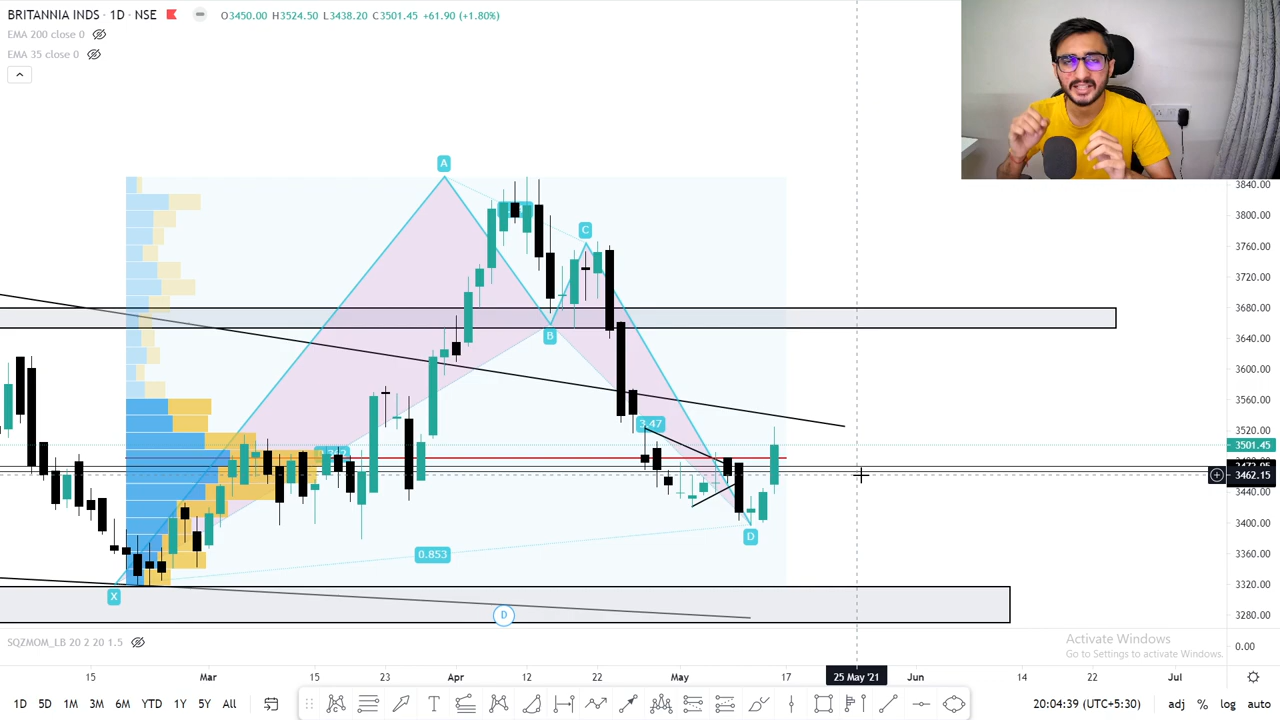 BRITANNIA INDS · 1D · NSE O3450.00 H3524.50 L3438.20 C3501.45 +61.90 (+1.80%)
EMA 200 close 0
EMA 35 close 0
A
C
B
3.47
0.853
D
X
D
3840.00
3800.00
3760.00
3720.00
3680.00
3640.00
3600.00
3560.00
3520.00
3501.45
3462.15
3440.00
3400.00
3360.00
3320.00
3280.00
0.00
SQZMOM_LB 20 2 20 1.5
Activate Windows
Go to Settings to activate Windows.
15 Mar 15 23 Apr 12 22 May 17 25 May '21 Jun 14 22 Jul
1D 5D 1M 3M 6M YTD 1Y 5Y All T 20:04:39 (UTC+5:30) adj % log auto